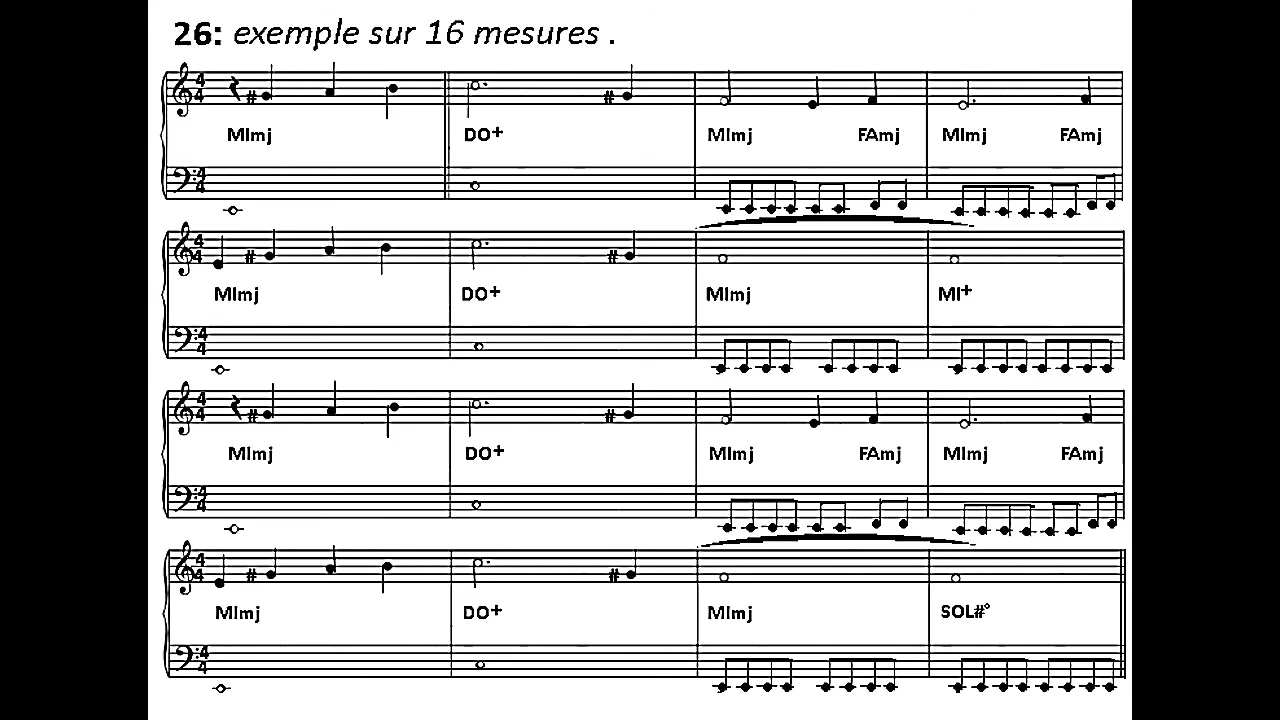 26: exemple sur 16 mesures .
MImj DO+ MImj FAmj MImj FAmj
MImj DO+ MImj MI+
MImj DO+ MImj FAmj MImj FAmj
MImj DO+ MImj SOL#°